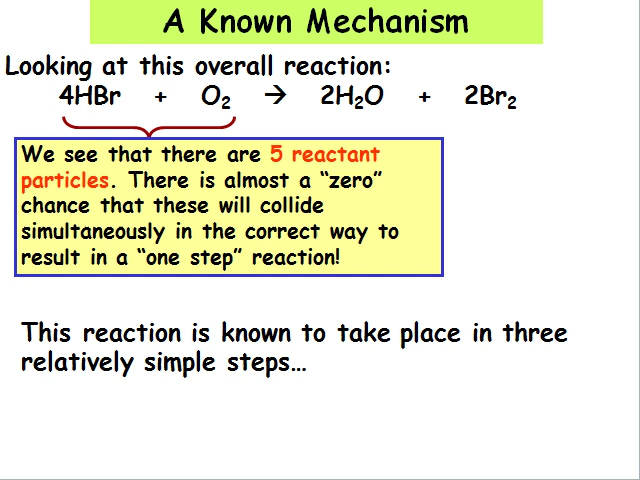 A Known Mechanism
Looking at this overall reaction:
4HBr + O₂ → 2H₂O + 2Br₂
We see that there are 5 reactant
particles. There is almost a “zero”
chance that these will collide
simultaneously in the correct way to
result in a “one step” reaction!
This reaction is known to take place in three
relatively simple steps…